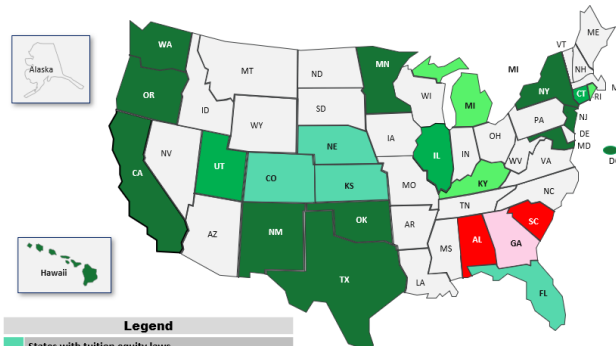 ME
WA
VT
MT
ND
MN
NH
Alaska
MI
OR
NY
M
ID
SD
WI
MI
CT
RI
WY
PA
NJ
IA
NE
OH
DE
MD
NV
IL
IN
D
UT
WV
VA
CA
CO
KS
MO
KY
NC
TN
OK
SC
AZ
NM
AR
AL
GA
MS
Hawaii
TX
LA
FL
Legend
States with tuition equity laws